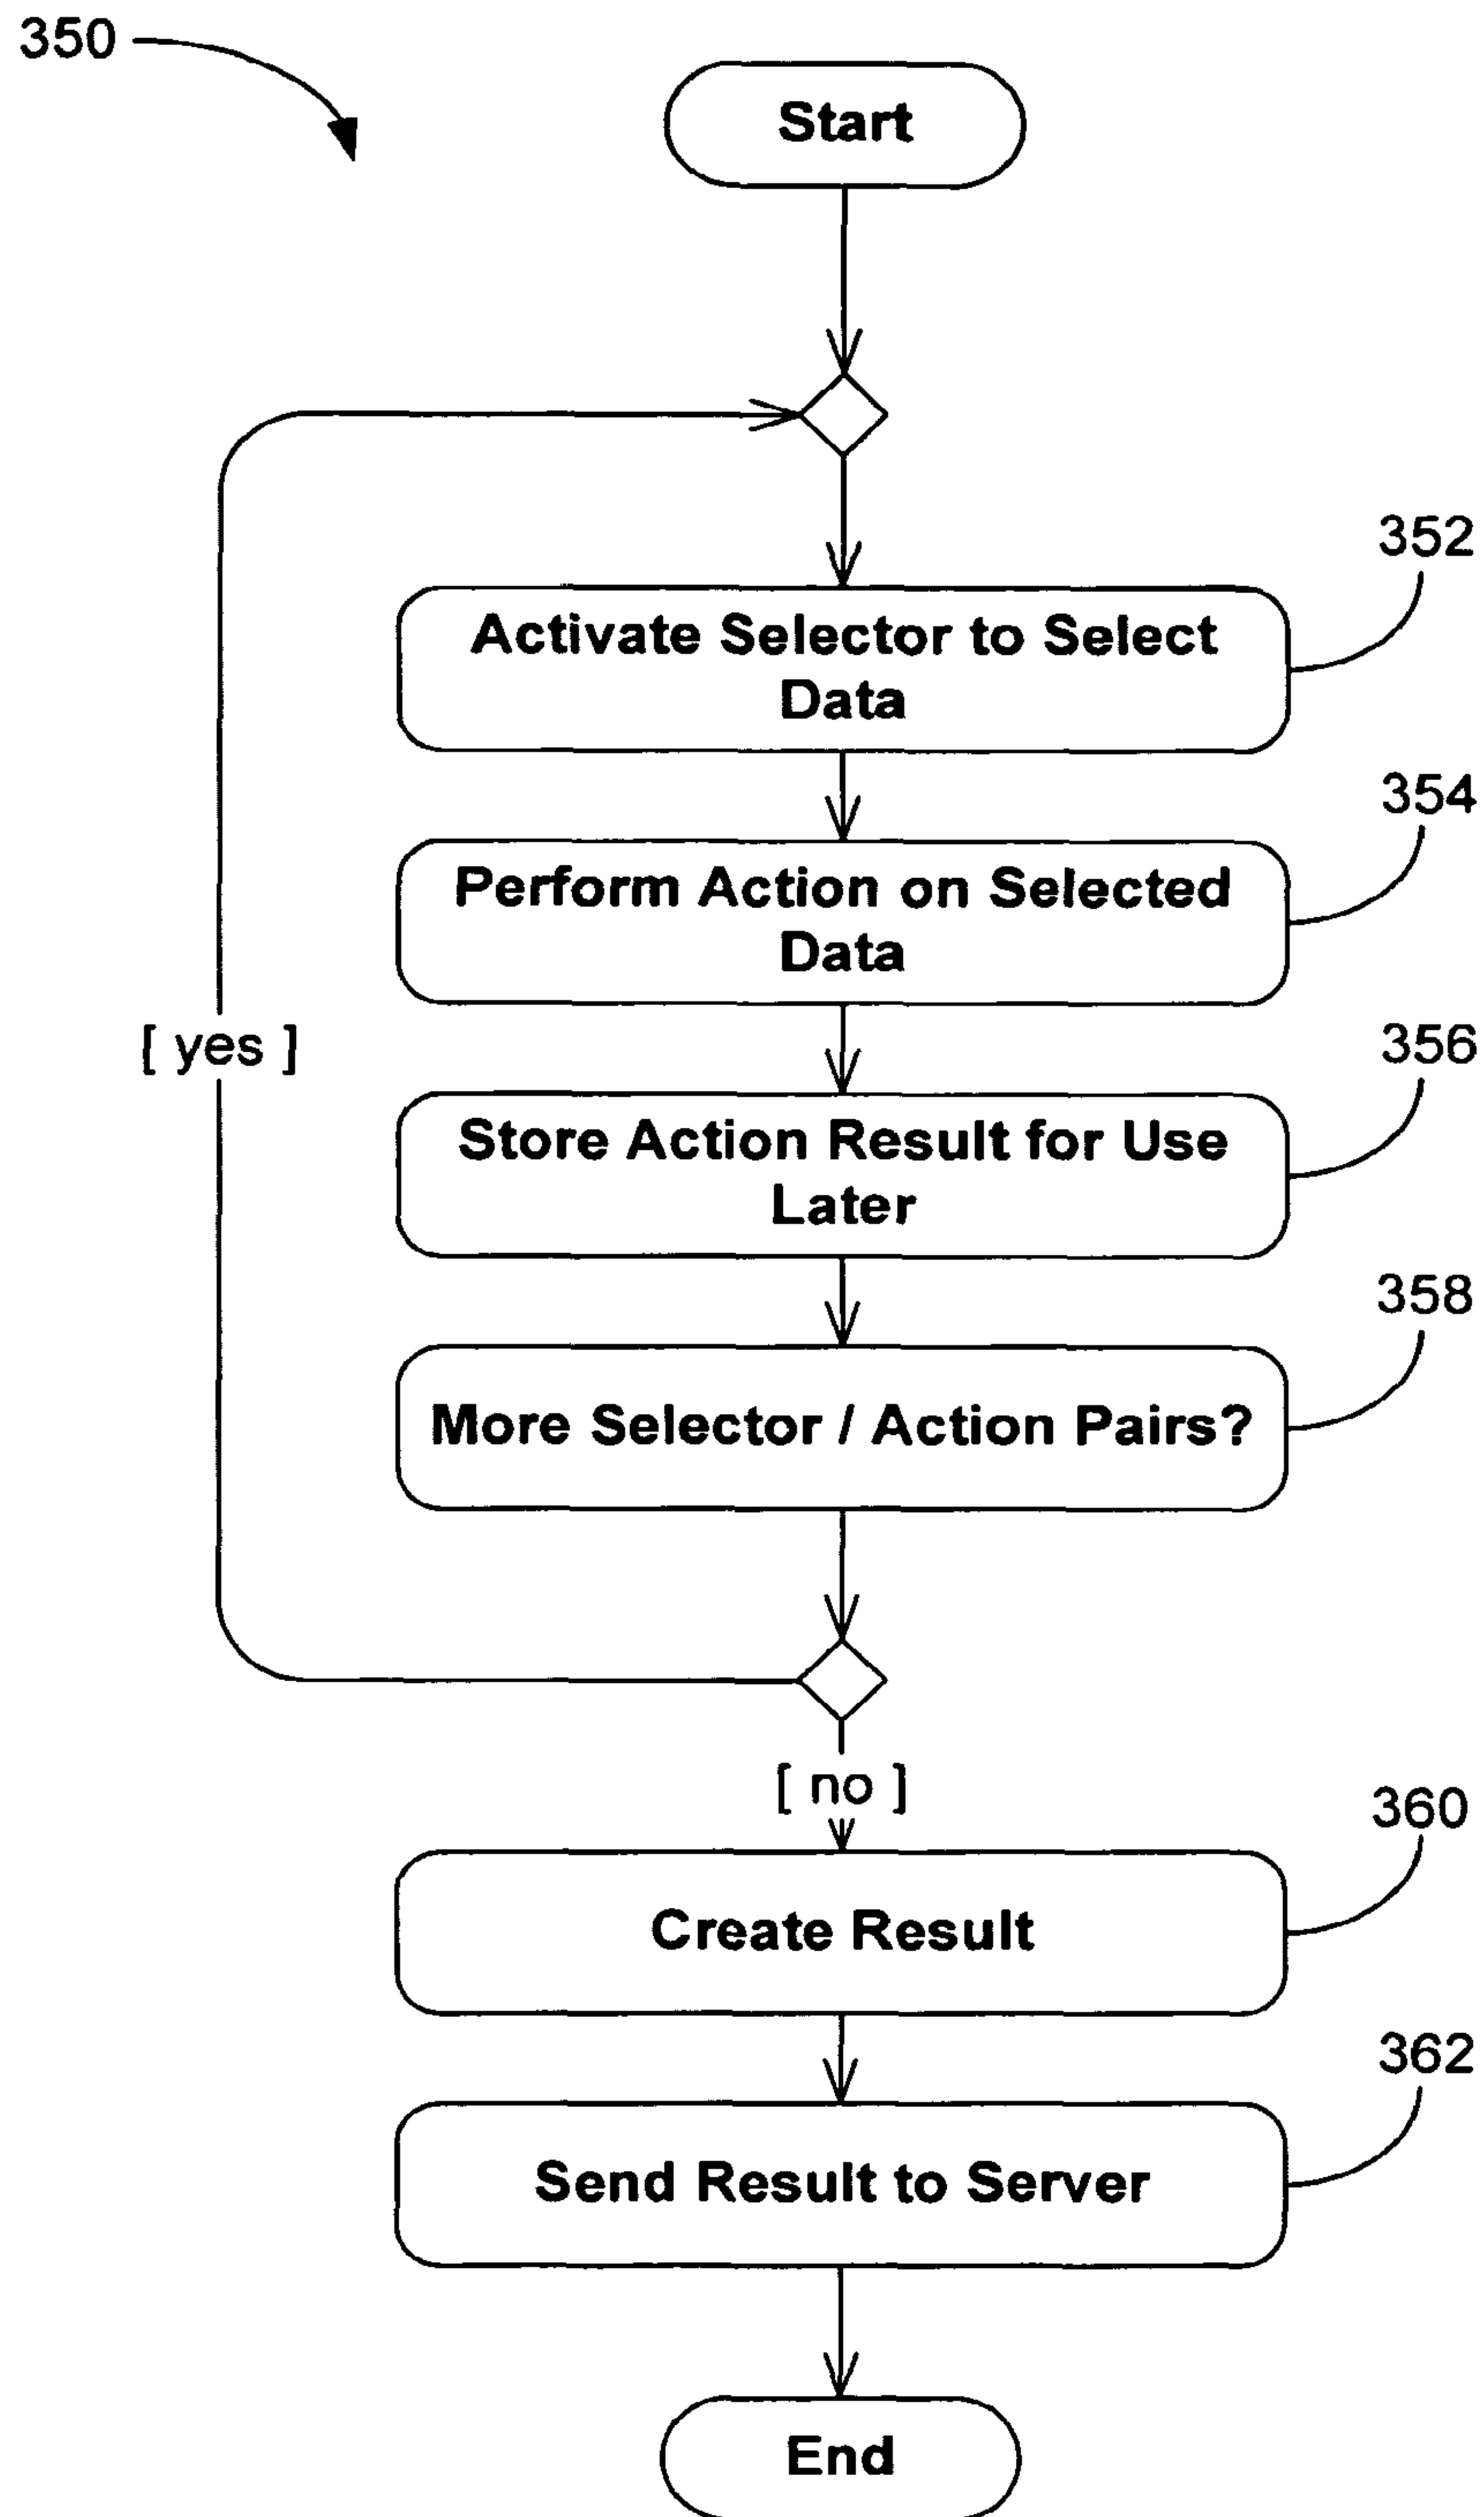 350
Start
352
Activate Selector to Select
Data
354
Perform Action on Selected
Data
[ yes ]
356
Store Action Result for Use
Later
358
More Selector / Action Pairs?
[ no ]
360
Create Result
362
Send Result to Server
End